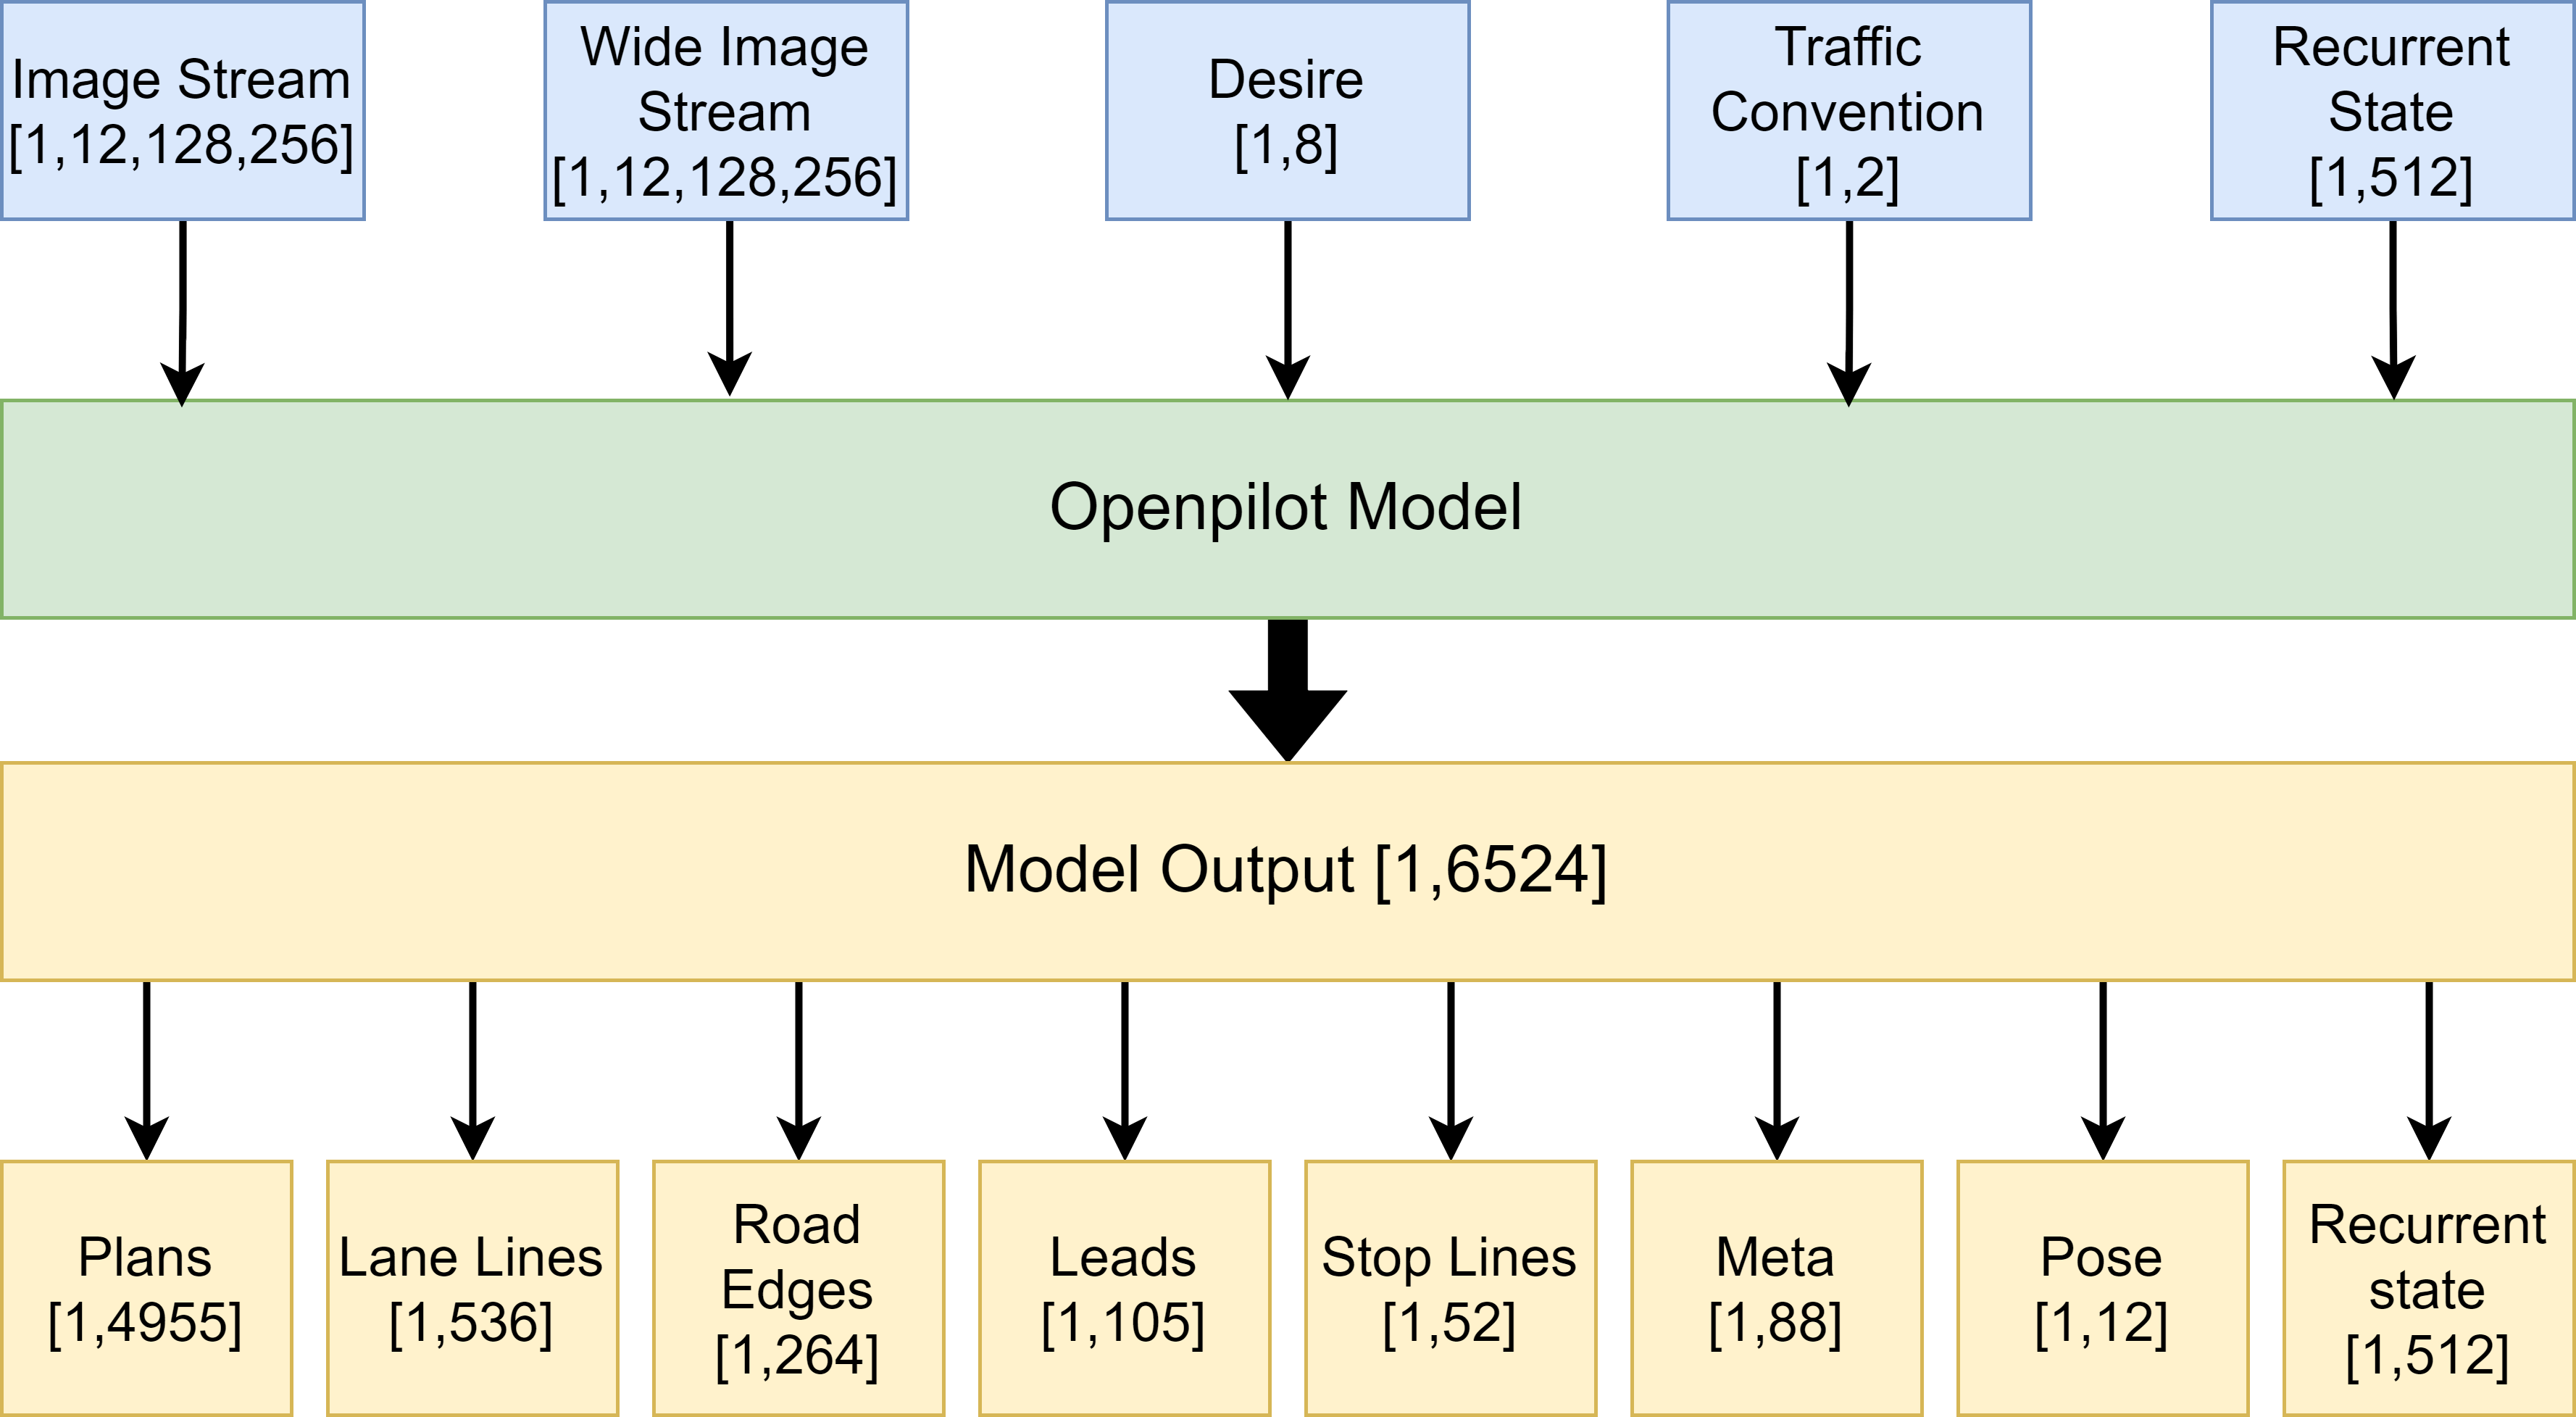 Image Stream
[1,12,128,256]
Wide Image
Stream
[1,12,128,256]
Desire
[1,8]
Traffic
Convention
[1,2]
Recurrent
State
[1,512]
Openpilot Model
Model Output [1,6524]
Plans
[1,4955]
Lane Lines
[1,536]
Road
Edges
[1,264]
Leads
[1,105]
Stop Lines
[1,52]
Meta
[1,88]
Pose
[1,12]
Recurrent
state
[1,512]